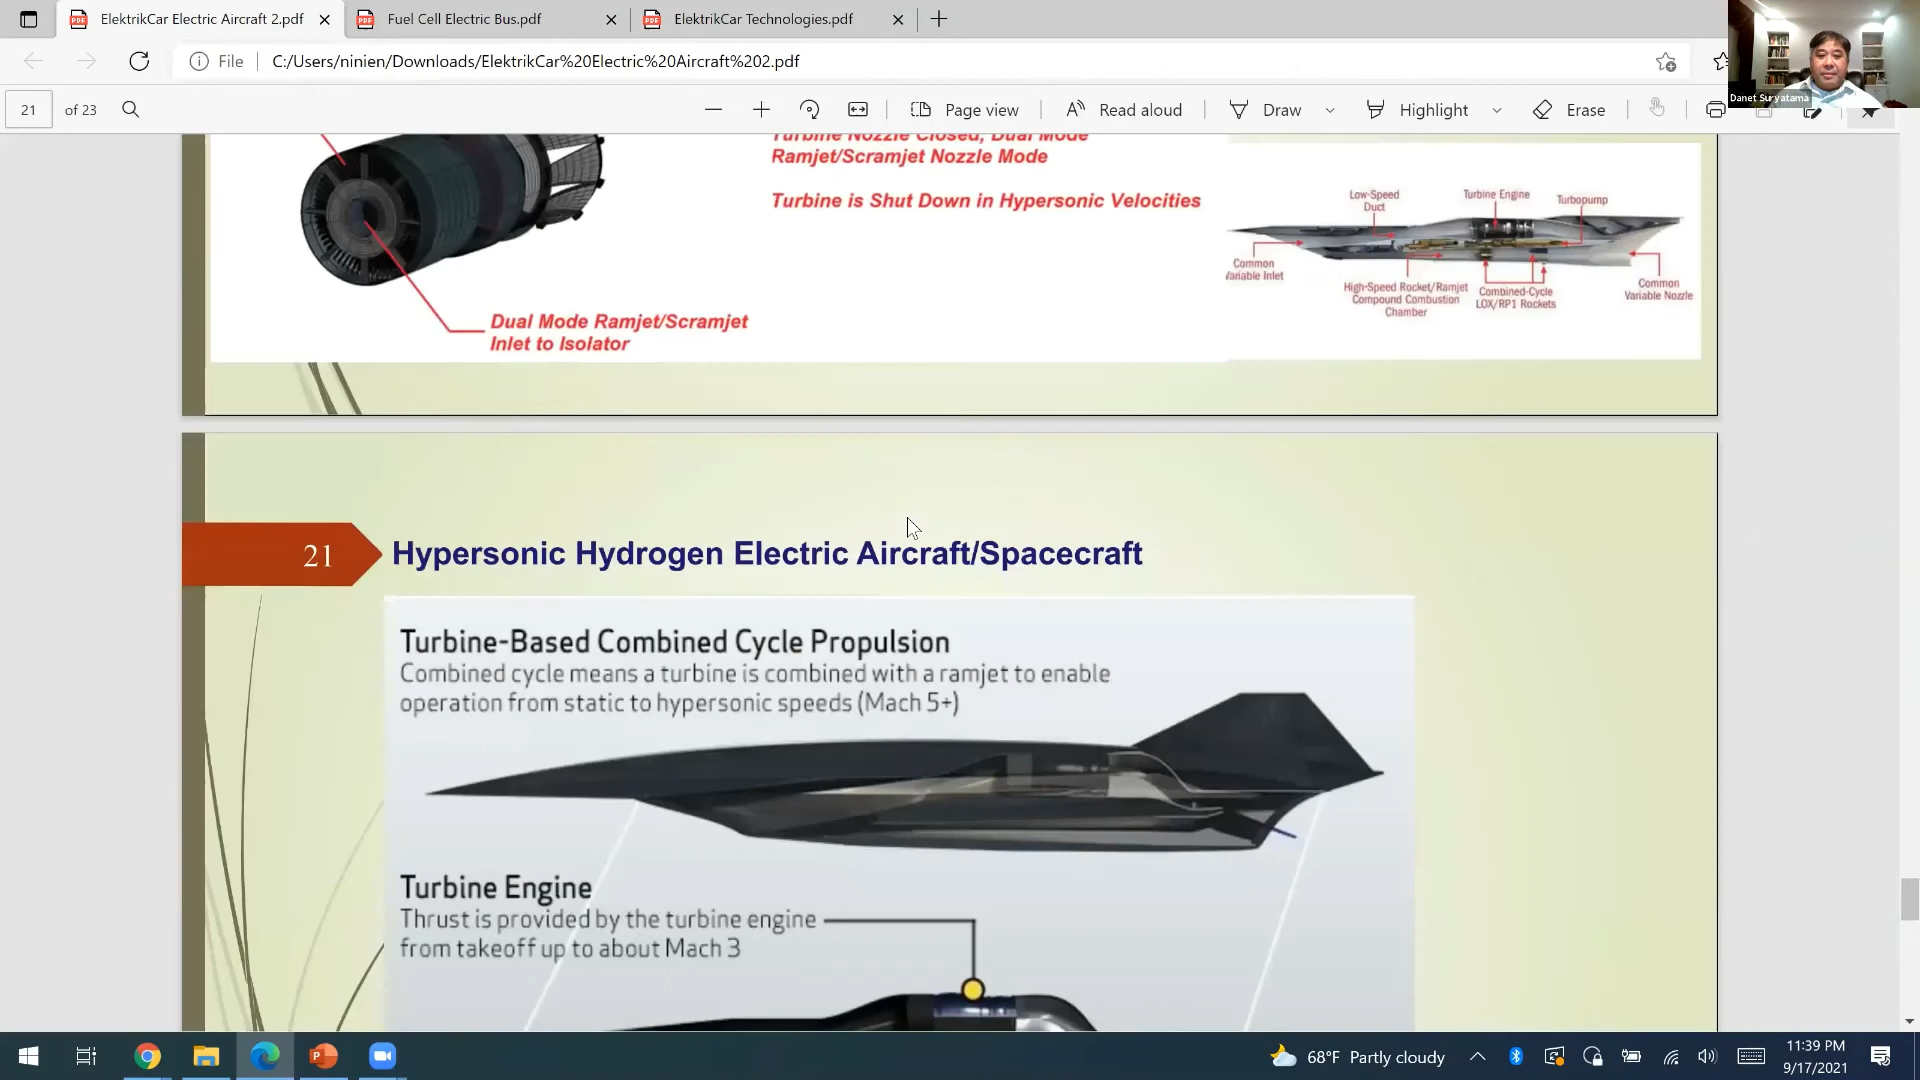 ElektrikCar Electric Aircraft 2.pdf
Fuel Cell Electric Bus.pdf
ElektrikCar Technologies.pdf
File
C:/Users/ninien/Downloads/ElektrikCar%20Electric%20Aircraft%202.pdf
21 of 23
Page view
Read aloud
Draw
Highlight
Erase
Danet Suryatama
Turbine Nozzle Closed, Dual Mode
Ramjet/Scramjet Nozzle Mode
Turbine is Shut Down in Hypersonic Velocities
Dual Mode Ramjet/Scramjet
Inlet to Isolator
Low-Speed
Duct
Turbine Engine
Turbopump
Common
Variable Inlet
High-Speed Rocket/Ramjet
Compound Combustion
Chamber
Combined-Cycle
LOX/RP1 Rockets
Common
Variable Nozzle
21
Hypersonic Hydrogen Electric Aircraft/Spacecraft
Turbine-Based Combined Cycle Propulsion
Combined cycle means a turbine is combined with a ramjet to enable
operation from static to hypersonic speeds (Mach 5+)
Turbine Engine
Thrust is provided by the turbine engine
from takeoff up to about Mach 3
68°F Partly cloudy
11:39 PM
9/17/2021